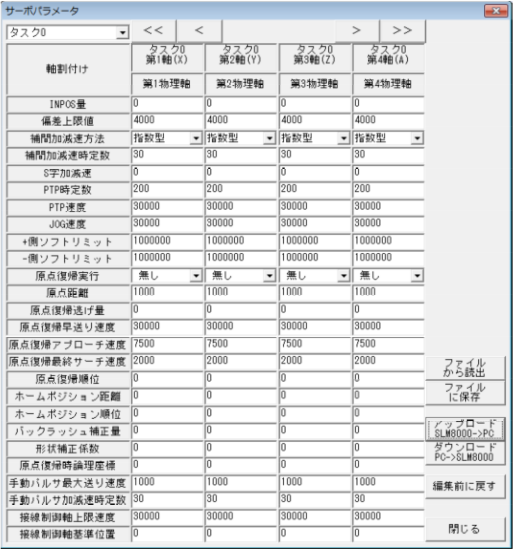 サーボパラメータ
タスク0
<< < > >>
軸割付け
タスク0 タスク0 タスク0 タスク0
第1軸(X) 第2軸(Y) 第3軸(Z) 第4軸(A)
第1物理軸 第2物理軸 第3物理軸 第4物理軸
INPOS量 0 0 0 0
偏差上限値 4000 4000 4000 4000
補間加減速方法 指数型 指数型 指数型 指数型
補間加減速時定数 30 30 30 30
S字加減速 0 0 0 0
PTP時定数 200 200 200 200
PTP速度 30000 30000 30000 30000
JOG速度 30000 30000 30000 30000
+側ソフトリミット 1000000 1000000 1000000 1000000
-側ソフトリミット 1000000 1000000 1000000 1000000
原点復帰実行 無し 無し 無し 無し
原点距離 1000 1000 1000 1000
原点復帰逃げ量 0 0 0 0
原点復帰早送り速度 30000 30000 30000 30000
原点復帰アプローチ速度 7500 7500 7500 7500
原点復帰最終サーチ速度 2000 2000 2000 2000
原点復帰順位 0 0 0 0
ホームポジション距離 0 0 0 0
ホームポジション順位 0 0 0 0
バックラッシュ補正量 0 0 0 0
形状補正係数 0 0 0 0
原点復帰時論理座標 0 0 0 0
手動パルサ最大送り速度 1000 1000 1000 1000
手動パルサ加減速時定数 30 30 30 30
接線制御軸上限速度 30000 30000 30000 30000
接線制御軸基準位置 0 0 0 0
ファイル
から読出
ファイル
に保存
アップロード
SLM8000->PC
ダウンロード
PC->SLM8000
編集前に戻す
閉じる